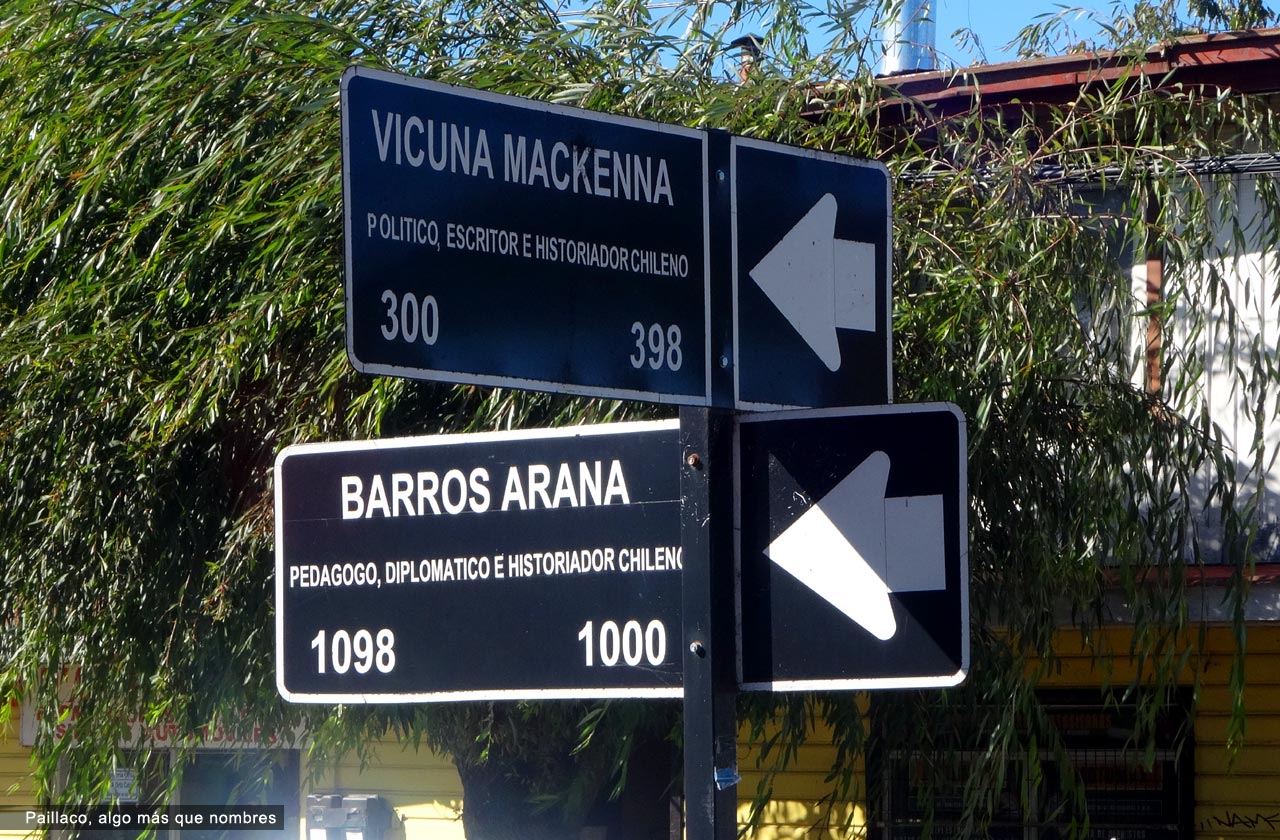 VICUNA MACKENNA
POLITICO, ESCRITOR E HISTORIADOR CHILENO
300 398
BARROS ARANA
PEDAGOGO, DIPLOMATICO E HISTORIADOR CHILENO
1098 1000
Paillaco, algo más que nombres